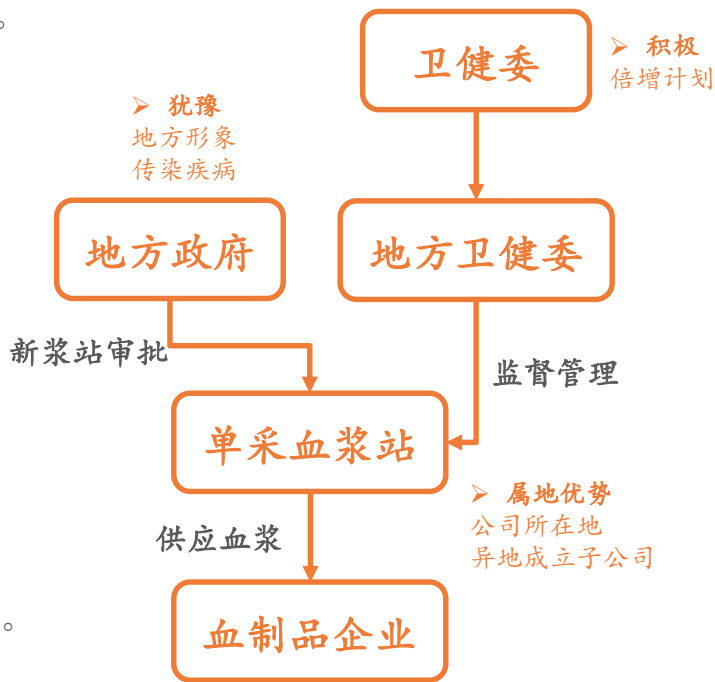 。
卫健委
➢ 积极
倍增计划
➢ 犹豫
地方形象
传染疾病
地方政府
地方卫健委
新浆站审批
监督管理
单采血浆站
➢ 属地优势
公司所在地
异地成立子公司
供应血浆
血制品企业
。